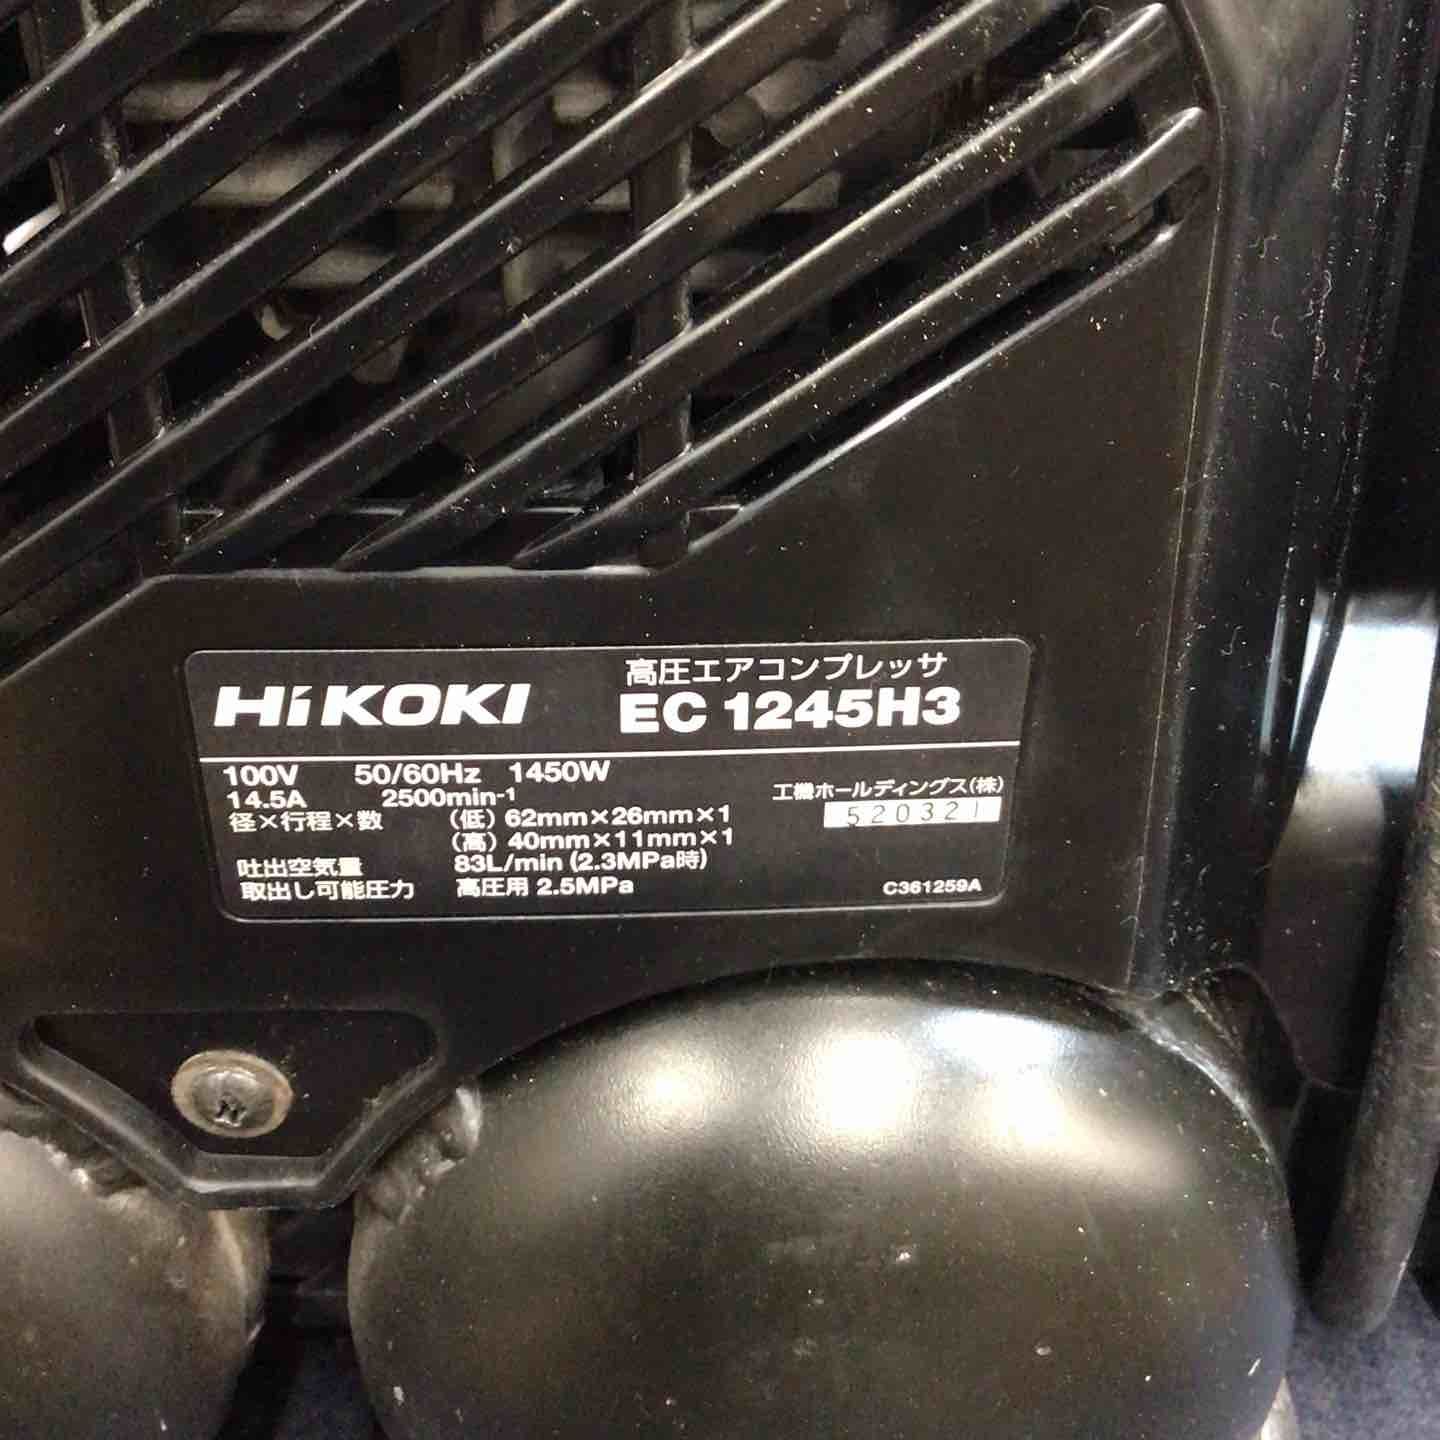 HiKOKI
高圧エアコンプレッサ
EC 1245H3
100V 50/60Hz 1450W
14.5A 2500min-1
工機ホールディングス(株)
径×行程×数 (低) 62mm×26mm×1
520321
(高) 40mm×11mm×1
吐出空気量 83L/min (2.3MPa時)
取出し可能圧力 高圧用 2.5MPa
C361259A